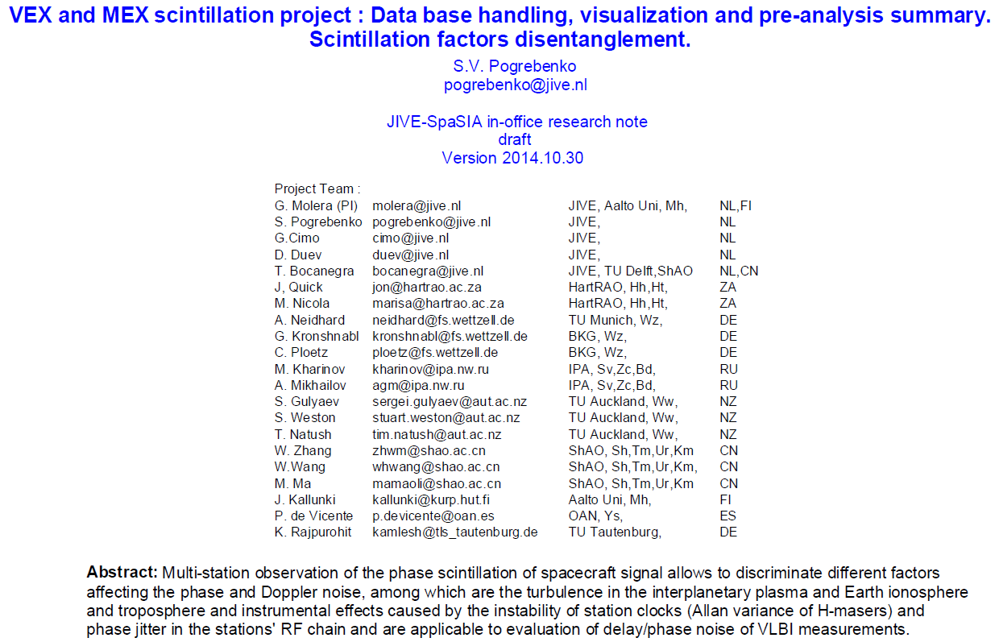 VEX and MEX scintillation project : Data base handling, visualization and pre-analysis summary.
Scintillation factors disentanglement.
S.V. Pogrebenko
pogrebenko@jive.nl
JIVE-SpaSIA in-office research note
draft
Version 2014.10.30
Project Team :
G. Molera (PI) molera@jive.nl JIVE, Aalto Uni, Mh, NL,FI
S. Pogrebenko pogrebenko@jive.nl JIVE, NL
G.Cimo cimo@jive.nl JIVE, NL
D. Duev duev@jive.nl JIVE, NL
T. Bocanegra bocanegra@jive.nl JIVE, TU Delft,ShAO NL,CN
J, Quick jon@hartrao.ac.za HartRAO, Hh,Ht, ZA
M. Nicola marisa@hartrao.ac.za HartRAO, Hh,Ht, ZA
A. Neidhard neidhard@fs.wettzell.de TU Munich, Wz, DE
G. Kronshnabl kronshnabl@fs.wettzell.de BKG, Wz, DE
C. Ploetz ploetz@fs.wettzell.de BKG, Wz, DE
M. Kharinov kharinov@ipa.nw.ru IPA, Sv,Zc,Bd, RU
A. Mikhailov agm@ipa.nw.ru IPA, Sv,Zc,Bd, RU
S. Gulyaev sergei.gulyaev@aut.ac.nz TU Auckland, Ww, NZ
S. Weston stuart.weston@aut.ac.nz TU Auckland, Ww, NZ
T. Natush tim.natush@aut.ac.nz TU Auckland, Ww, NZ
W. Zhang zhwm@shao.ac.cn ShAO, Sh,Tm,Ur,Km CN
W.Wang whwang@shao.ac.cn ShAO, Sh,Tm,Ur,Km, CN
M. Ma mamaoli@shao.ac.cn ShAO, Sh,Tm,Ur,Km CN
J. Kallunki kallunki@kurp.hut.fi Aalto Uni, Mh, FI
P. de Vicente p.devicente@oan.es OAN, Ys, ES
K. Rajpurohit kamlesh@tls_tautenburg.de TU Tautenburg, DE
Abstract: Multi-station observation of the phase scintillation of spacecraft signal allows to discriminate different factors
affecting the phase and Doppler noise, among which are the turbulence in the interplanetary plasma and Earth ionosphere
and troposphere and instrumental effects caused by the instability of station clocks (Allan variance of H-masers) and
phase jitter in the stations' RF chain and are applicable to evaluation of delay/phase noise of VLBI measurements.